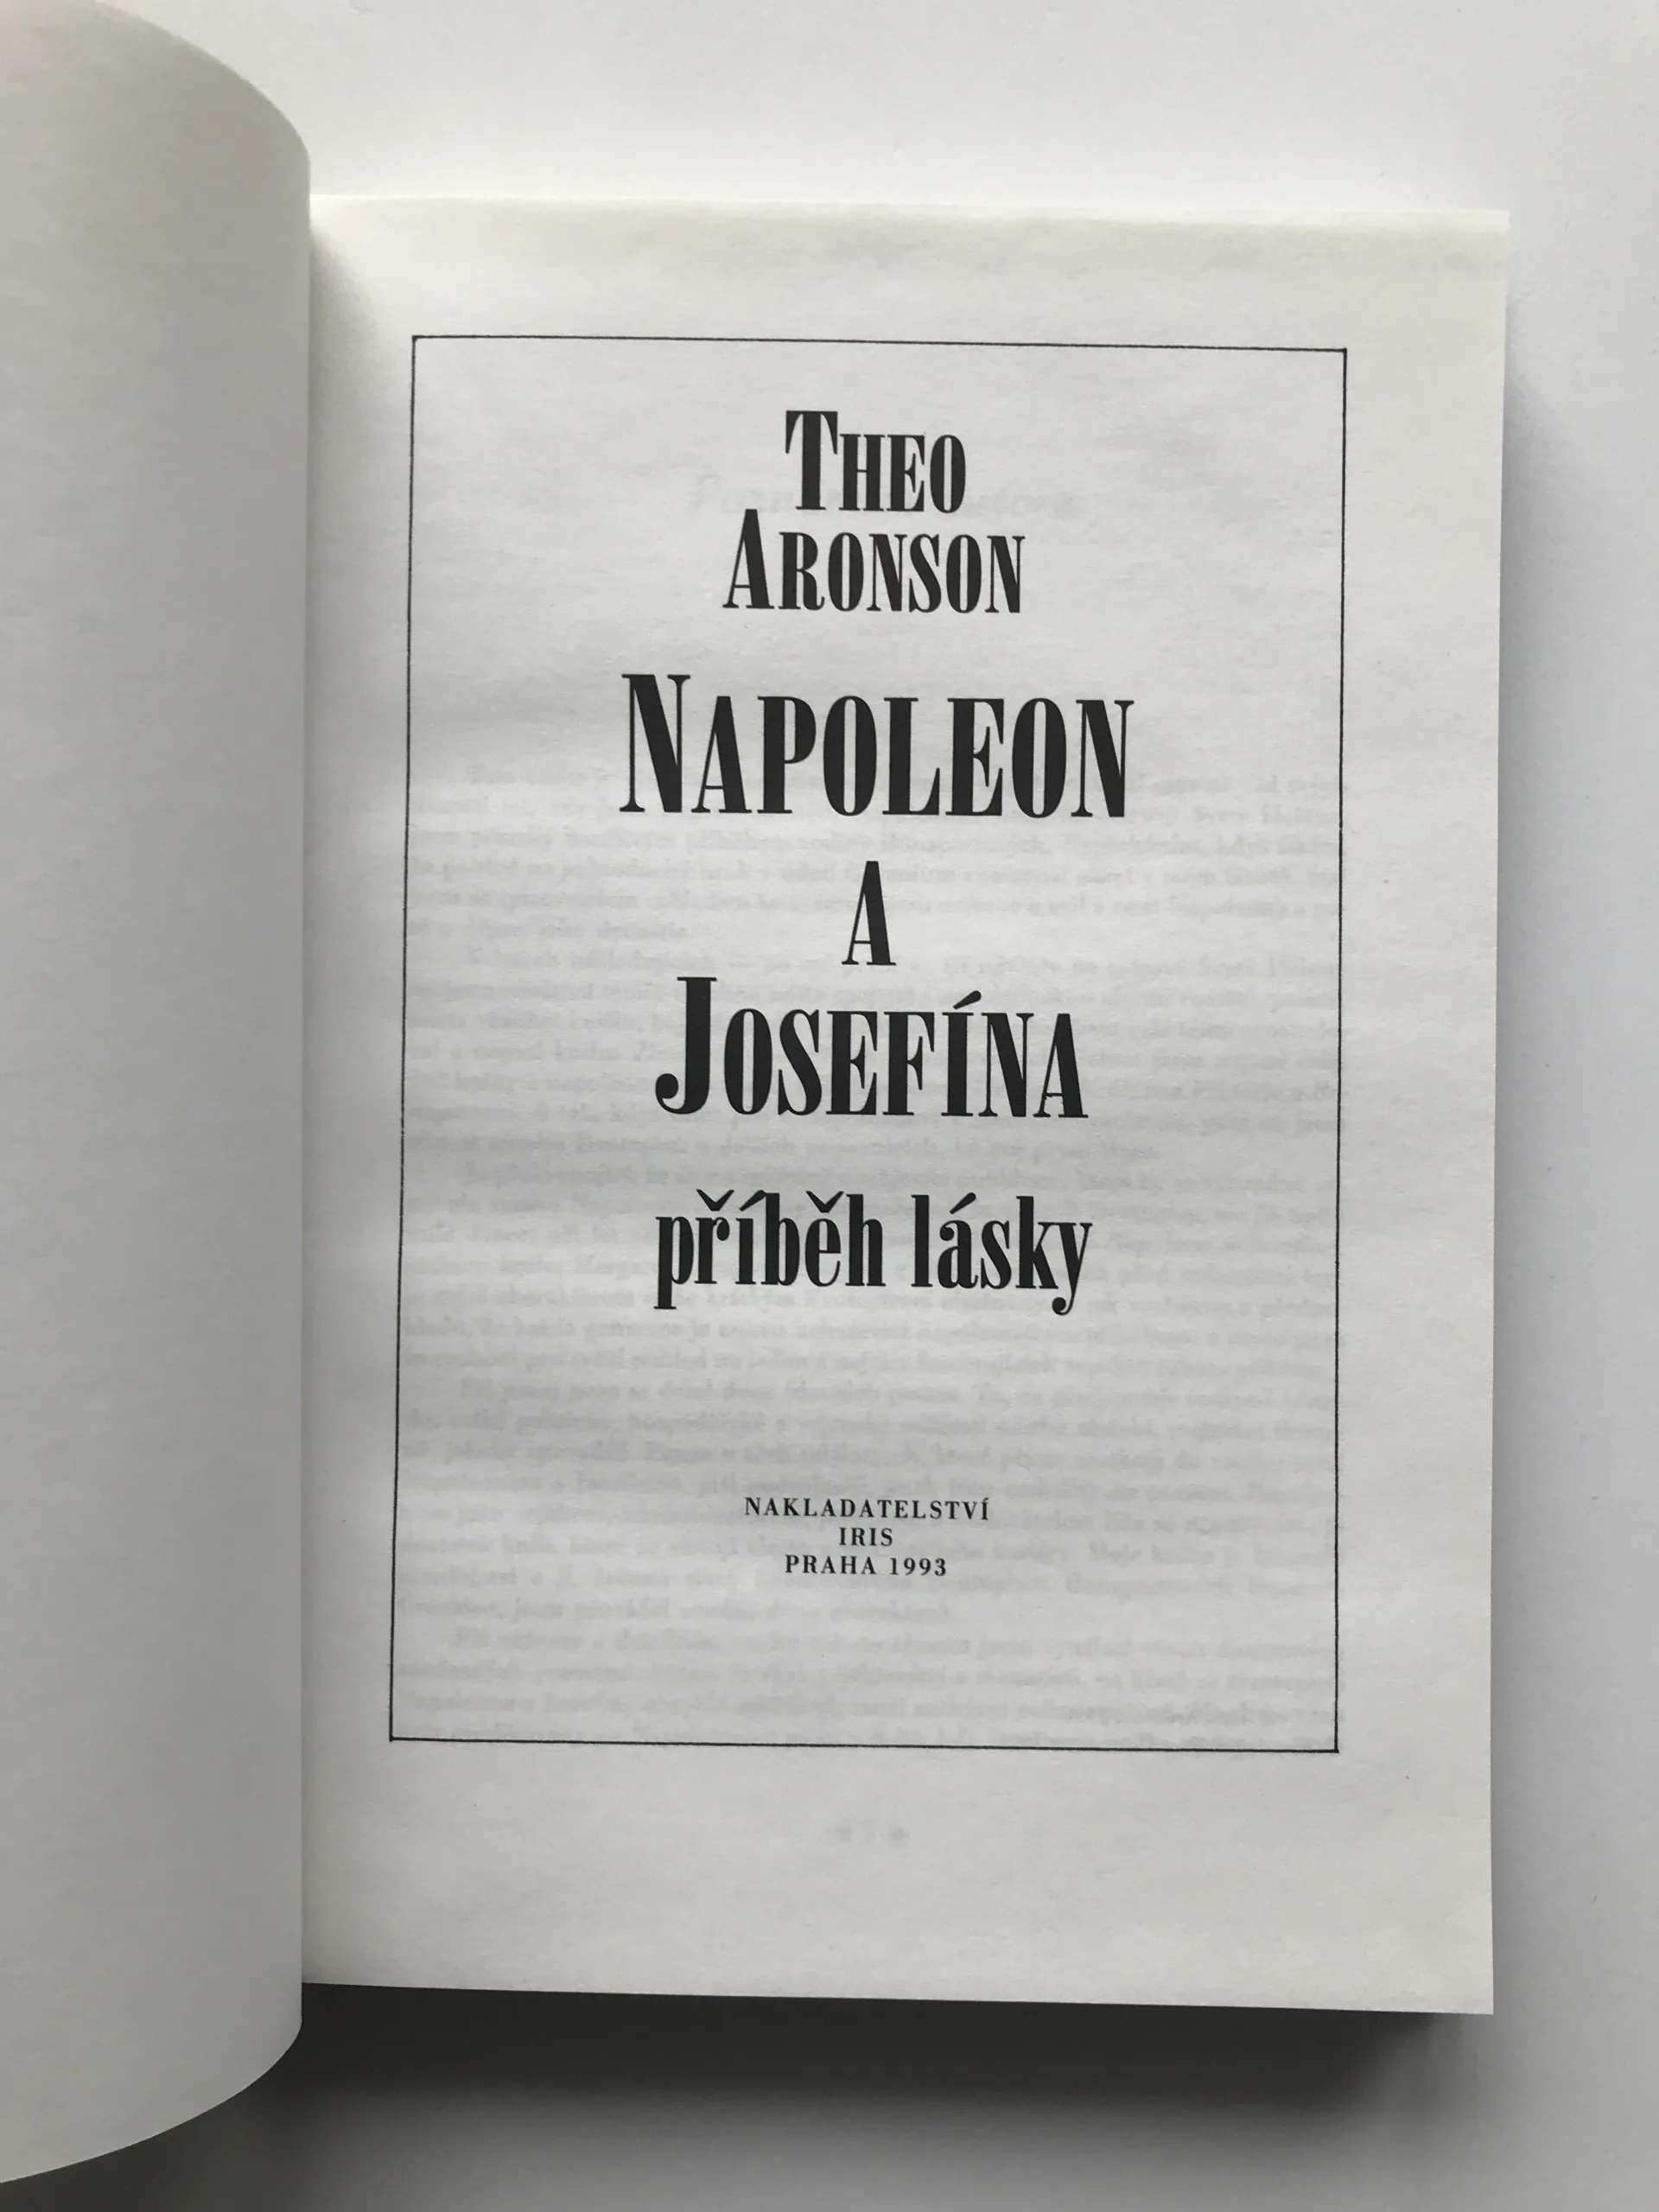 THEO
ARONSON
NAPOLEON
A
JOSEFÍNA
příběh lásky
NAKLADATELSTVÍ
IRIS
PRAHA 1993